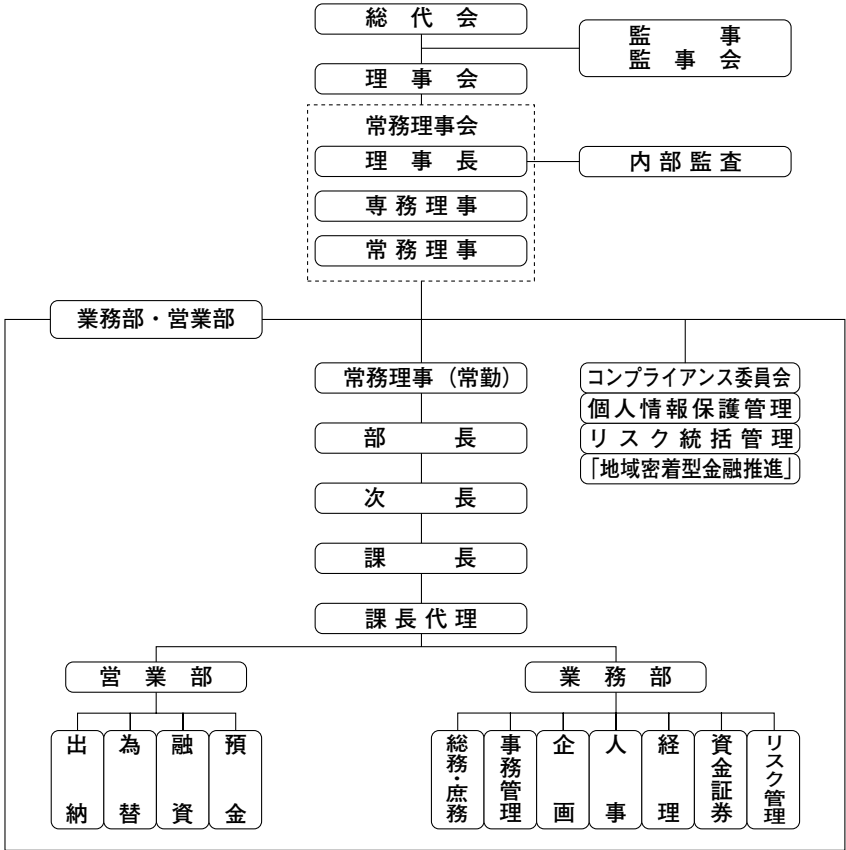 総代会
監事
監事会
理事会
常務理事会
理事長
内部監査
専務理事
常務理事
業務部・営業部
常務理事（常勤）
コンプライアンス委員会
個人情報保護管理
リスク統括管理
「地域密着型金融推進」
部長
次長
課長
課長代理
営業部
業務部
出納
為替
融資
預金
総務・庶務
事務管理
企画
人事
経理
資金証券
リスク管理